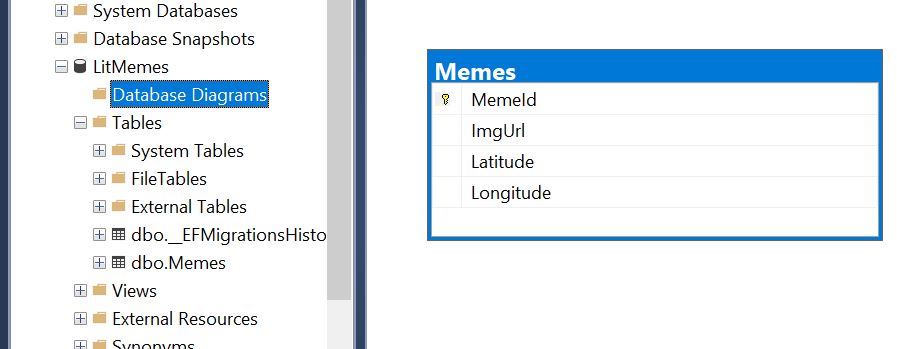 System Databases
Database Snapshots
LitMemes
Database Diagrams
Tables
System Tables
FileTables
External Tables
dbo.__EFMigrationsHisto
dbo.Memes
Views
External Resources
Synonyms
Memes
MemeId
ImgUrl
Latitude
Longitude